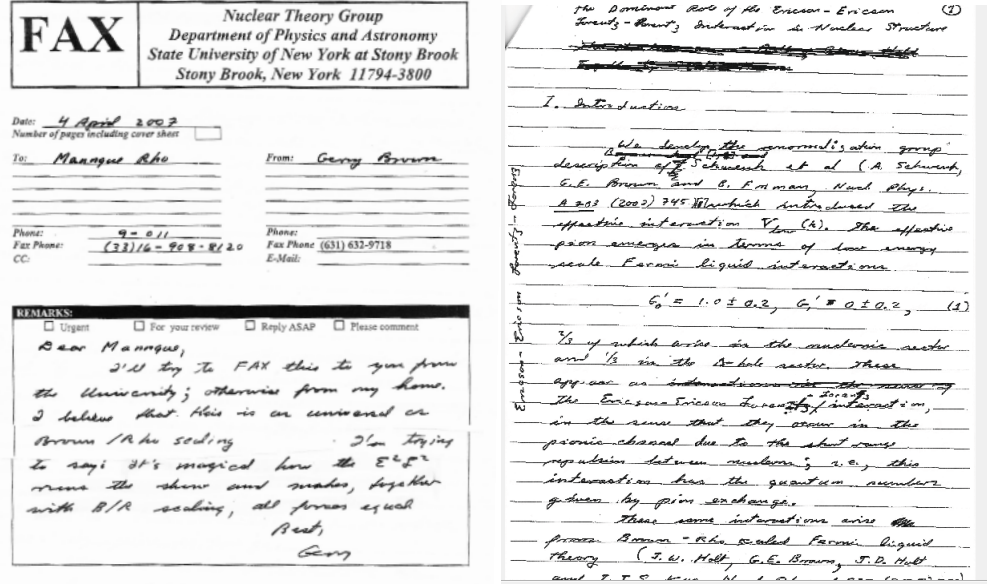 FAX
Nuclear Theory Group
Department of Physics and Astronomy
State University of New York at Stony Brook
Stony Brook, New York 11794-3800
Date: 4 April 2007
Number of pages including cover sheet
To: Mannque Rho
From: Gerry Brown
Phone: 9-011
Fax Phone: (33)16-908-8120
CC:
Phone:
Fax Phone (631) 632-9718
E-Mail:
REMARKS:
Urgent For your review Reply ASAP Please comment
Dear Mannque,
I'll try to FAX this to you from
the University; otherwise from my home.
I believe that this is as universal as
Brown/Rho scaling I'm trying
to say: It's magical how the
runs the show and makes, together
with B/R scaling, all forces equal
Best,
Gerry
The Dominant Role of the Ericson-Ericson (1)
Lorentz-Lorenz Interaction in Nuclear Structure
I. Introduction
We develop the renormalization group
description of Schwenk et al (A. Schwenk,
G.E. Brown and B. Friman, Nucl. Phys.
A 703 (2002) 745 which introduced the
effective interaction V low (k). The effective
pion emerges in terms of low energy
scale Fermi liquid interactions
G₀' = 1.0 ± 0.2, G₁' = 0 ± 0.2, (1)
2/3 of which arise in the nucleonic sector
and 1/3 in the Δ-hole sector. These
appear as
the Ericson-Ericson Lorentz-Lorenz interaction,
in the sense that they occur in the
pionic channel due to the short range
repulsion between nucleons; i.e., this
interaction has the quantum numbers
given by pion exchange.
These same interactions arise
from Brown-Rho scaled Fermi liquid
theory (J.W. Holt, G.E. Brown, J.D. Holt
Ericson-Ericson Lorentz-Lorenz